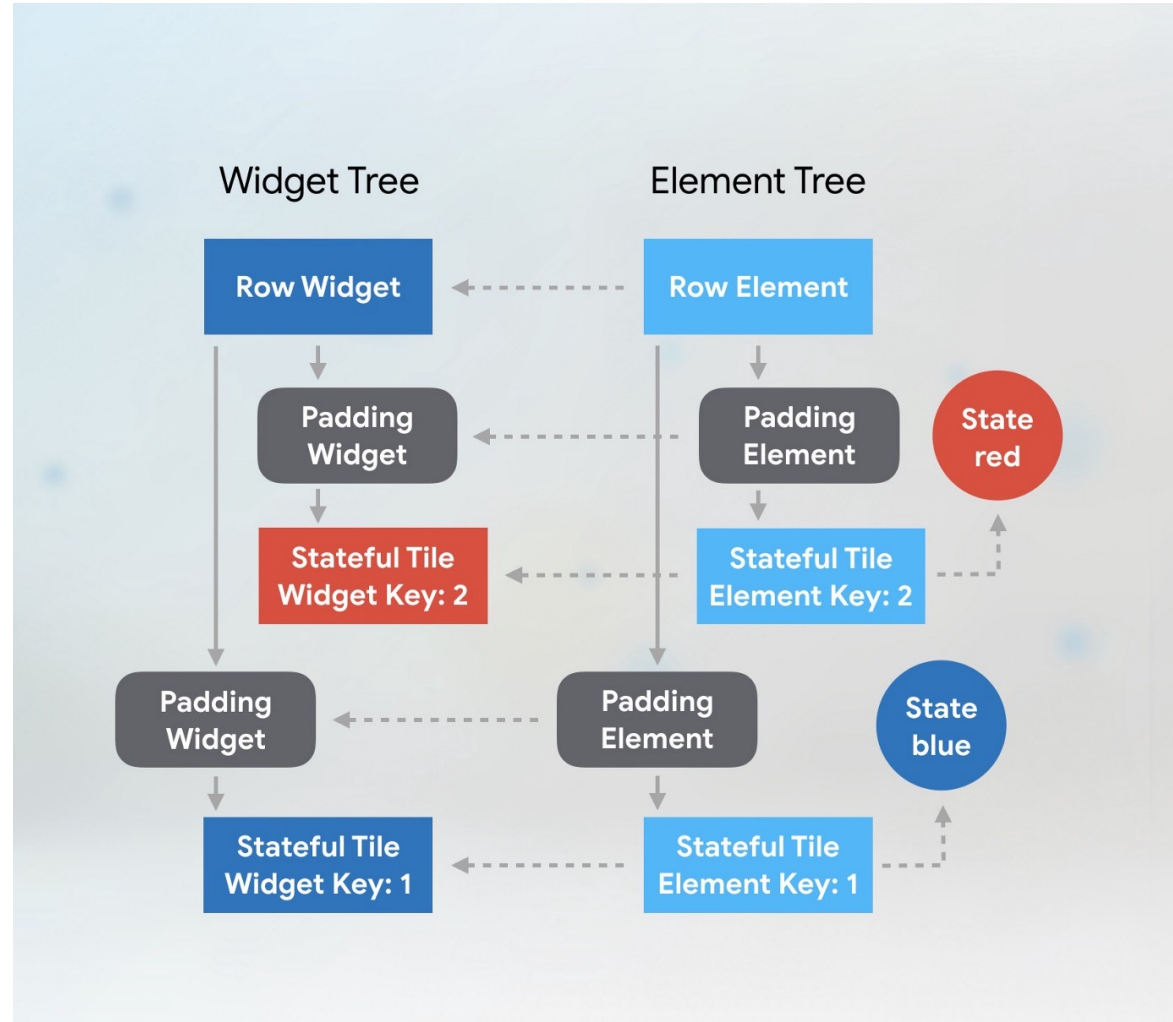 Widget Tree
Element Tree
Row Widget
Row Element
Padding
Widget
Padding
Element
State
red
Stateful Tile
Widget Key: 2
Stateful Tile
Element Key: 2
Padding
Widget
Padding
Element
State
blue
Stateful Tile
Widget Key: 1
Stateful Tile
Element Key: 1